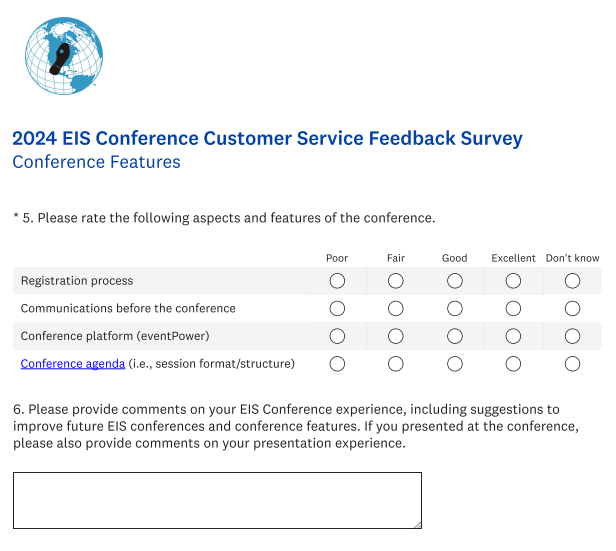 2024 EIS Conference Customer Service Feedback Survey
Conference Features
* 5. Please rate the following aspects and features of the conference.
Poor Fair Good Excellent Don't know
Registration process
Communications before the conference
Conference platform (eventPower)
Conference agenda (i.e., session format/structure)
6. Please provide comments on your EIS Conference experience, including suggestions to
improve future EIS conferences and conference features. If you presented at the conference,
please also provide comments on your presentation experience.